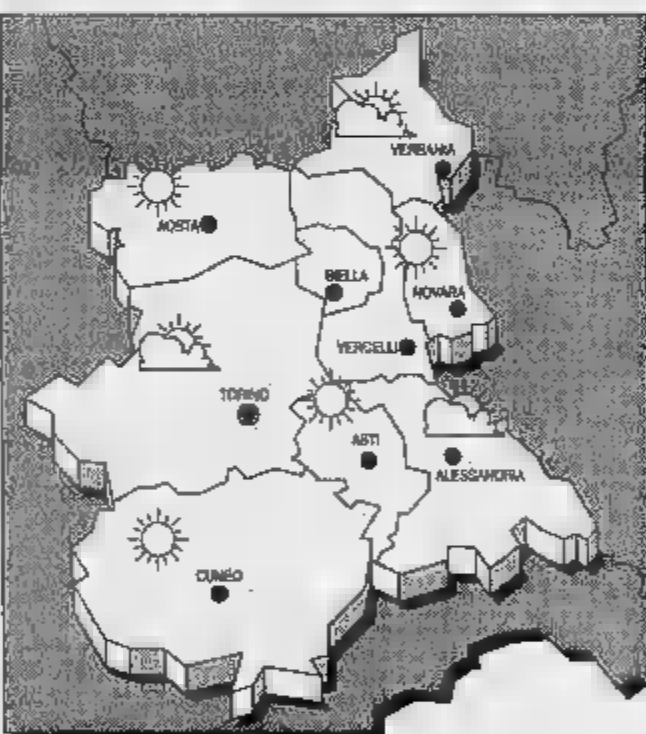 VERBANIA
AOSTA
BIELLA
NOVARA
VERCELLI
TORINO
ASTI
ALESSANDRIA
CUNEO